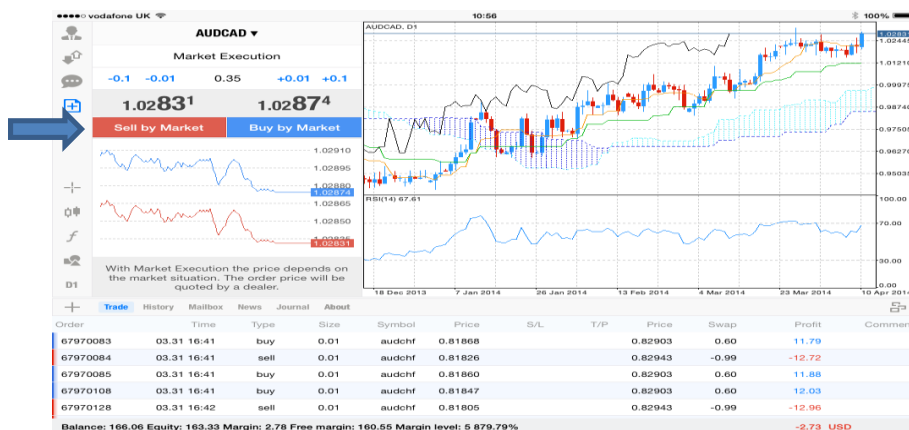 vodafone UK 10:56 100%
AUDCAD ▾
Market Execution
-0.1 -0.01 0.35 +0.01 +0.1
1.02831 1.02874
Sell by Market Buy by Market
1.02910
1.02895
1.02880
1.02874
1.02865
1.02850
1.02835
1.02831
With Market Execution the price depends on
the market situation. The order price will be
quoted by a dealer.
D1
AUDCAD, D1
1.02831
1.02445
1.01210
0.99975
0.98740
0.97505
0.96270
0.95035
RSI(14) 67.61
100.00
70.00
30.00
0.00
18 Dec 2013 7 Jan 2014 26 Jan 2014 13 Feb 2014 4 Mar 2014 23 Mar 2014 10 Apr 2014
Trade History Mailbox News Journal About
Order Time Type Size Symbol Price S/L T/P Price Swap Profit Commen
67970083 03.31 16:41 buy 0.01 audchf 0.81868 0.82903 0.60 11.79
67970084 03.31 16:41 sell 0.01 audchf 0.81826 0.82943 -0.99 -12.72
67970085 03.31 16:41 buy 0.01 audchf 0.81860 0.82903 0.60 11.88
67970108 03.31 16:41 buy 0.01 audchf 0.81847 0.82903 0.60 12.03
67970128 03.31 16:42 sell 0.01 audchf 0.81805 0.82943 -0.99 -12.96
Balance: 166.06 Equity: 163.33 Margin: 2.78 Free margin: 160.55 Margin level: 5 879.79% -2.73 USD